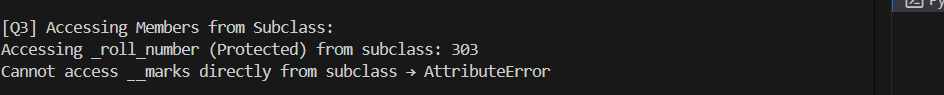 [Q3] Accessing Members from Subclass:
Accessing _roll_number (Protected) from subclass: 303
Cannot access __marks directly from subclass → AttributeError